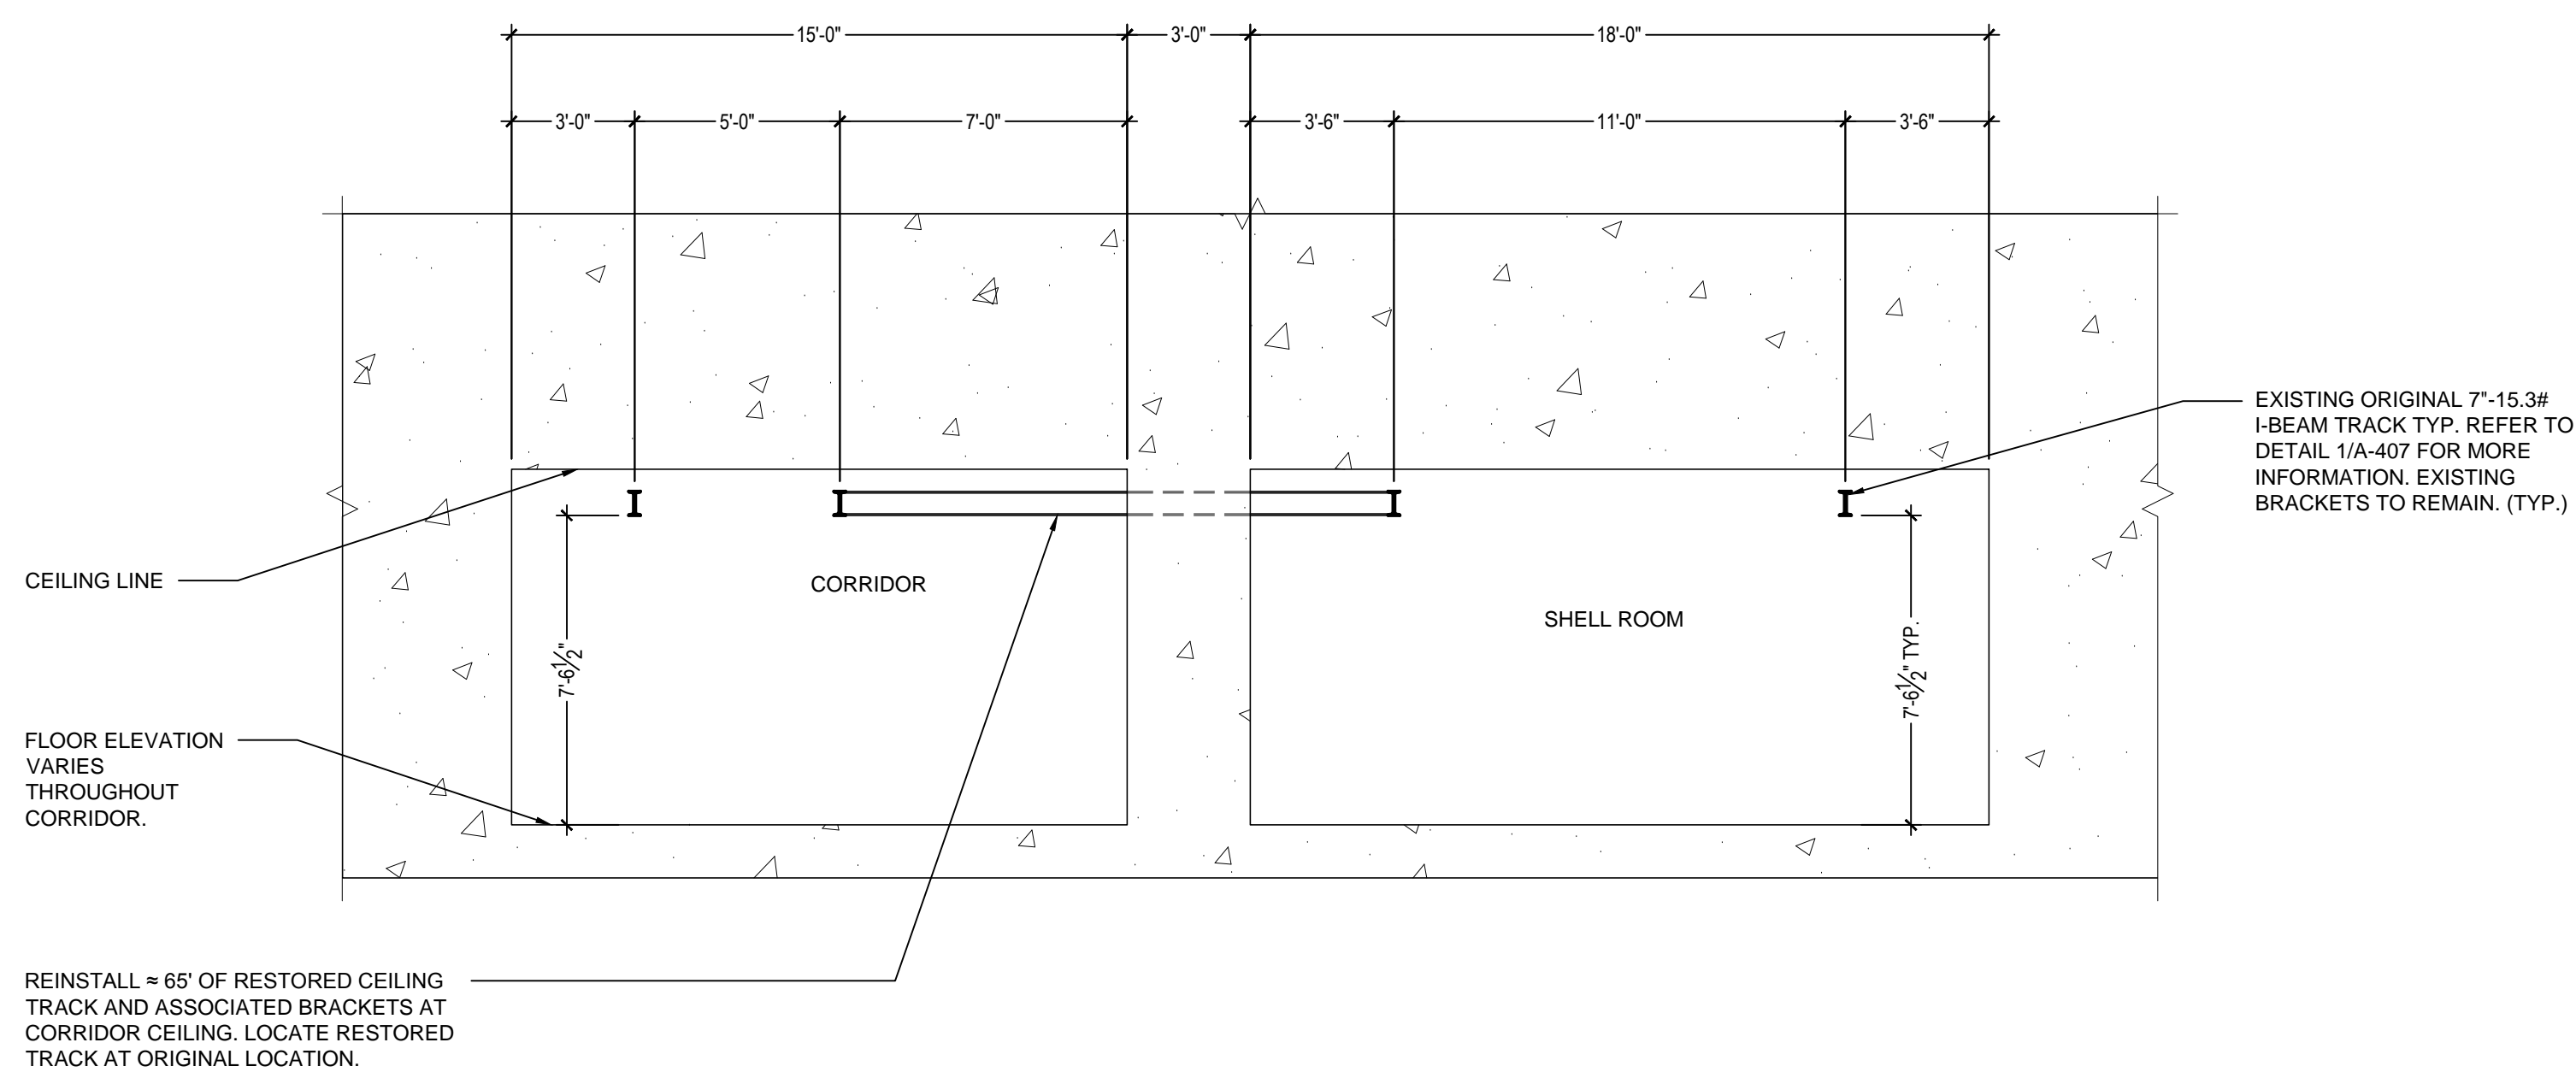 15'-0"
3'-0"
18'-0"
3'-0"
5'-0"
7'-0"
3'-6"
11'-0"
3'-6"
EXISTING ORIGINAL 7"-15.3#
I-BEAM TRACK TYP. REFER TO
DETAIL 1/A-407 FOR MORE
INFORMATION. EXISTING
BRACKETS TO REMAIN. (TYP.)
CEILING LINE
CORRIDOR
SHELL ROOM
7'-6½"
7'-6½" TYP.
FLOOR ELEVATION
VARIES
THROUGHOUT
CORRIDOR.
REINSTALL ≈ 65' OF RESTORED CEILING
TRACK AND ASSOCIATED BRACKETS AT
CORRIDOR CEILING. LOCATE RESTORED
TRACK AT ORIGINAL LOCATION.